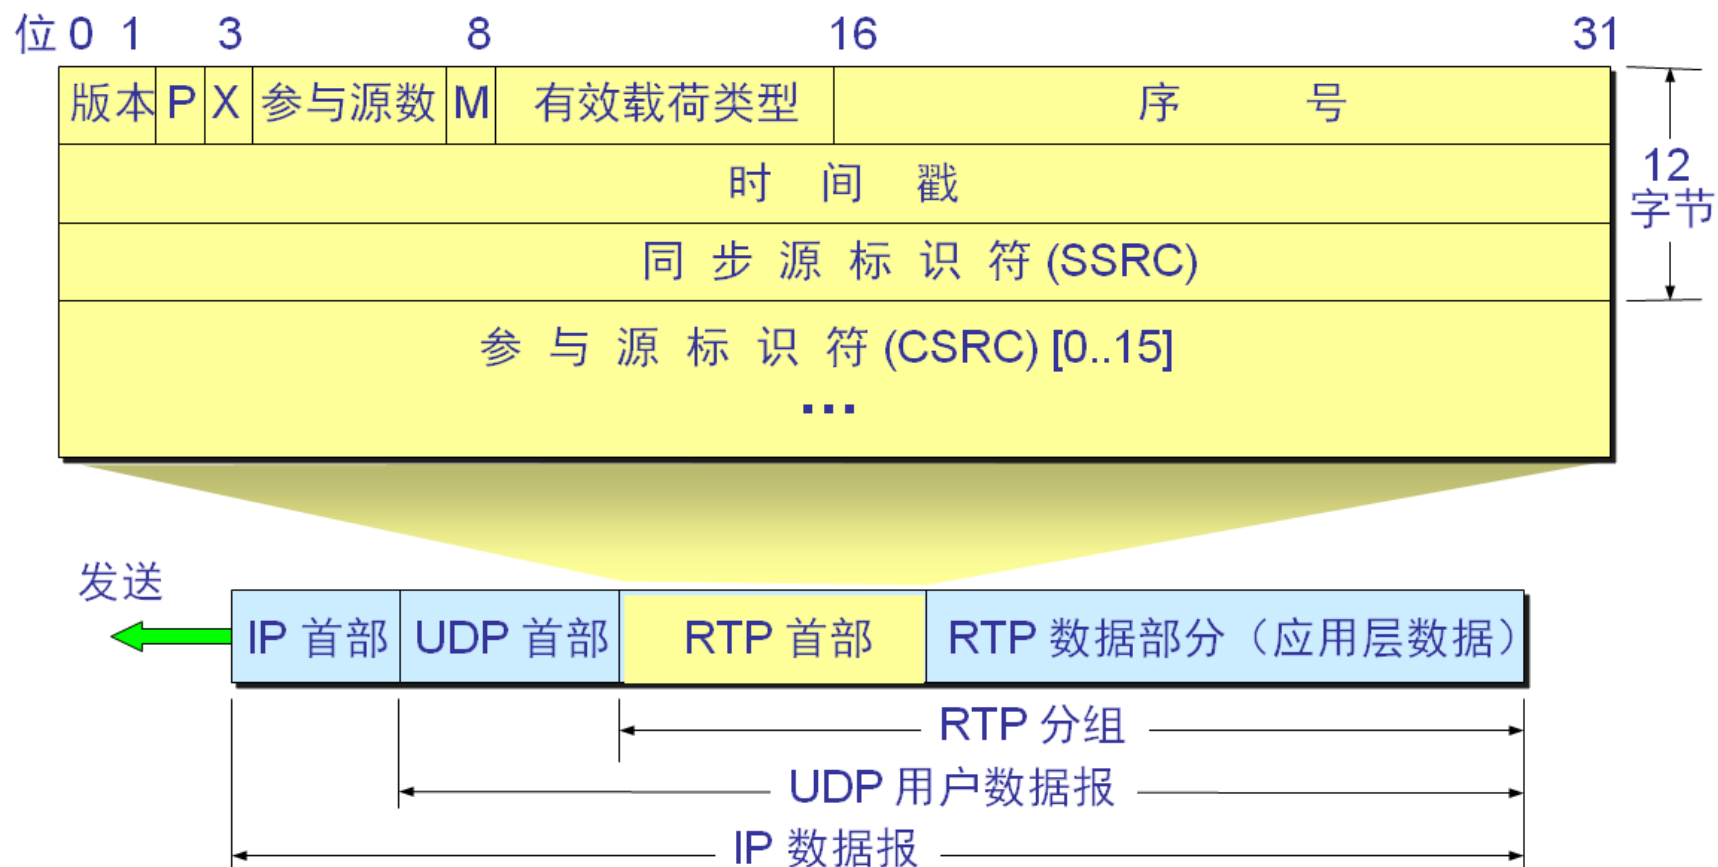 位 0 1 3 8 16 31
版本 P X 参与源数 M 有效载荷类型 序 号
时 间 戳
12
字节
同 步 源 标 识 符 (SSRC)
参 与 源 标 识 符 (CSRC) [0..15]
...
发送
IP 首部 UDP 首部 RTP 首部 RTP 数据部分（应用层数据）
RTP 分组
UDP 用户数据报
IP 数据报